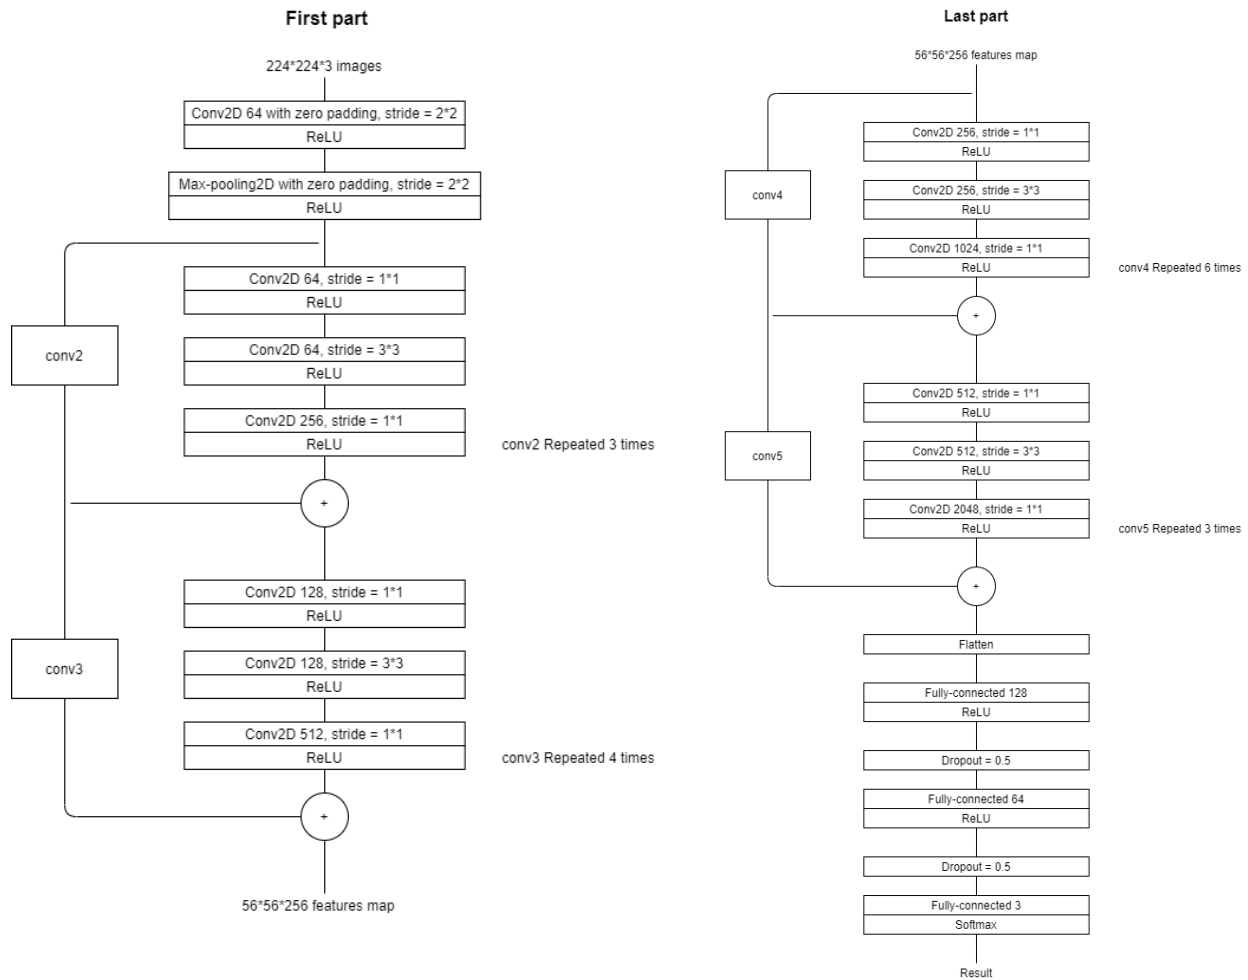 First part
224*224*3 images
Conv2D 64 with zero padding, stride = 2*2
ReLU
Max-pooling2D with zero padding, stride = 2*2
ReLU
Conv2D 64, stride = 1*1
ReLU
conv2
Conv2D 64, stride = 3*3
ReLU
Conv2D 256, stride = 1*1
ReLU
conv2 Repeated 3 times
+
Conv2D 128, stride = 1*1
ReLU
conv3
Conv2D 128, stride = 3*3
ReLU
Conv2D 512, stride = 1*1
ReLU
conv3 Repeated 4 times
+
56*56*256 features map
Last part
56*56*256 features map
Conv2D 256, stride = 1*1
ReLU
conv4
Conv2D 256, stride = 3*3
ReLU
Conv2D 1024, stride = 1*1
ReLU
conv4 Repeated 6 times
+
Conv2D 512, stride = 1*1
ReLU
conv5
Conv2D 512, stride = 3*3
ReLU
Conv2D 2048, stride = 1*1
ReLU
conv5 Repeated 3 times
+
Flatten
Fully-connected 128
ReLU
Dropout = 0.5
Fully-connected 64
ReLU
Dropout = 0.5
Fully-connected 3
Softmax
Result